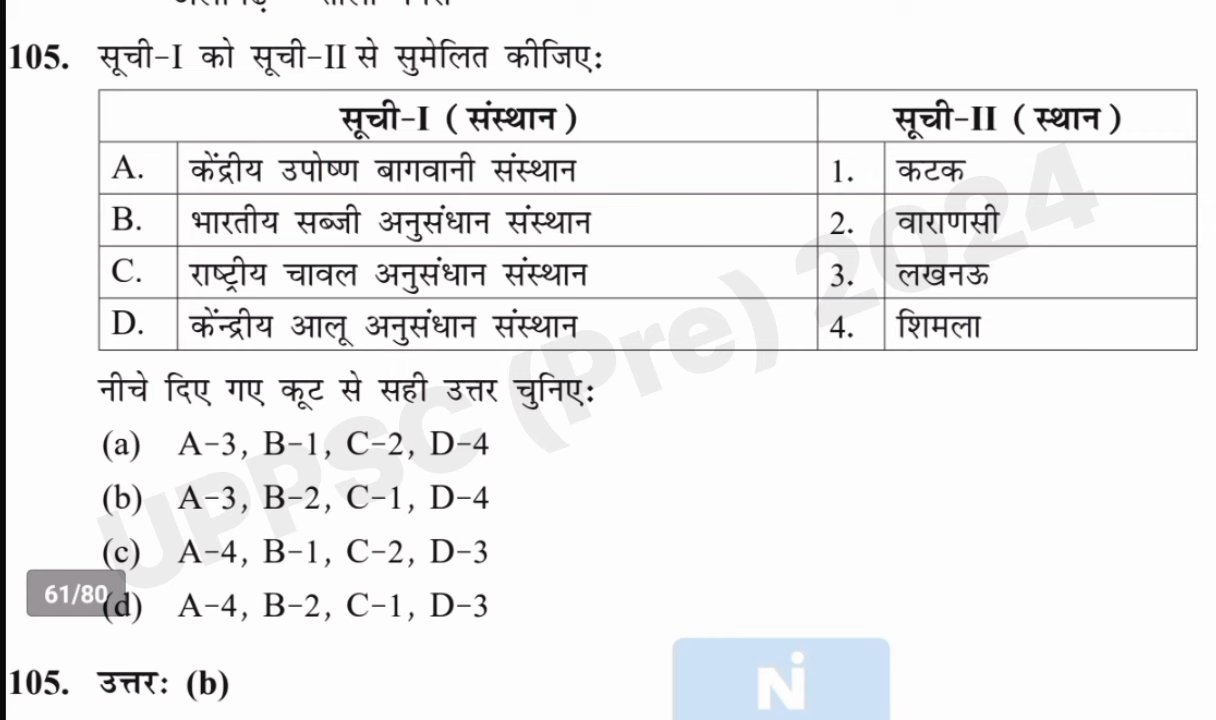 105. सूची-I को सूची-II से सुमेलित कीजिए:
सूची-I ( संस्थान ) सूची-II ( स्थान )
A. केंद्रीय उपोष्ण बागवानी संस्थान 1. कटक
B. भारतीय सब्जी अनुसंधान संस्थान 2. वाराणसी
C. राष्ट्रीय चावल अनुसंधान संस्थान 3. लखनऊ
D. केंन्द्रीय आलू अनुसंधान संस्थान 4. शिमला
नीचे दिए गए कूट से सही उत्तर चुनिए:
(a) A-3, B-1, C-2, D-4
(b) A-3, B-2, C-1, D-4
(c) A-4, B-1, C-2, D-3
61/80
(d) A-4, B-2, C-1, D-3
105. उत्तर: (b)
UPPSC (Pre) 2024